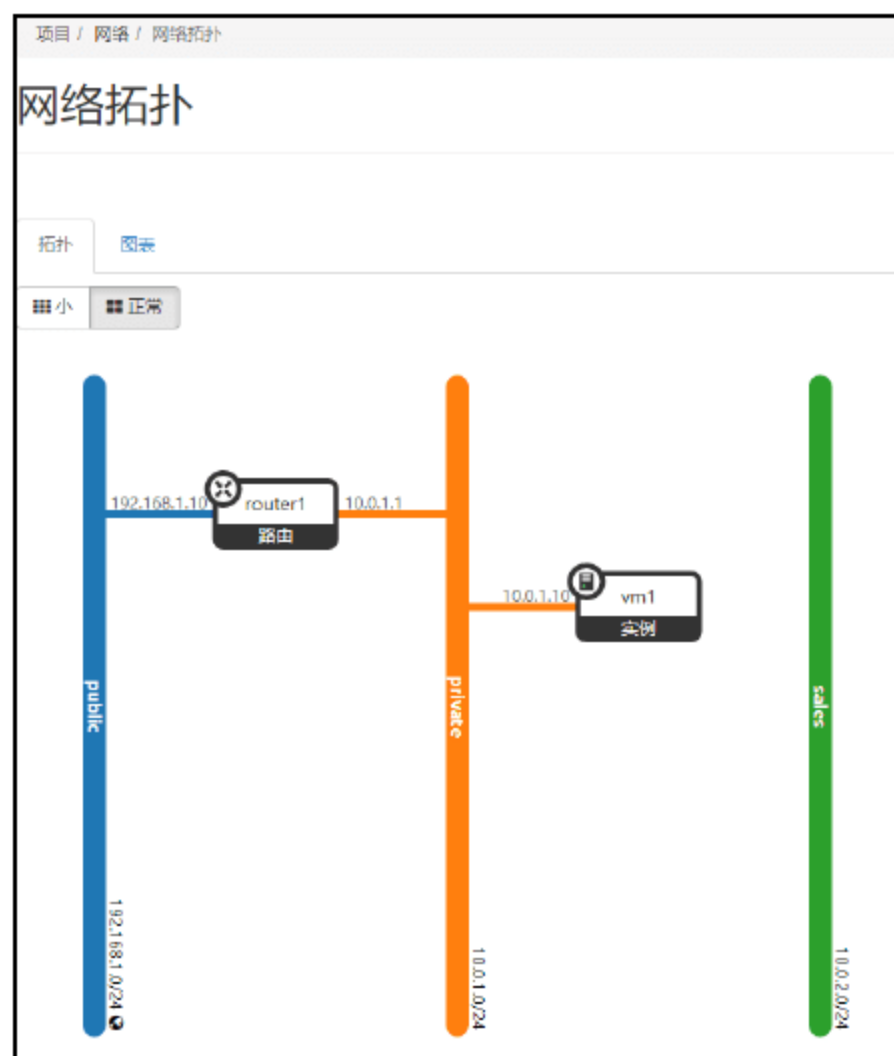 项目 / 网络 / 网络拓扑
网络拓扑
拓扑 图表
小 正常
192.168.1.10 router1 10.0.1.1
路由
10.0.1.10 vm1
实例
public
private
sales
192.168.1.0/24
10.0.1.0/24
10.0.2.0/24